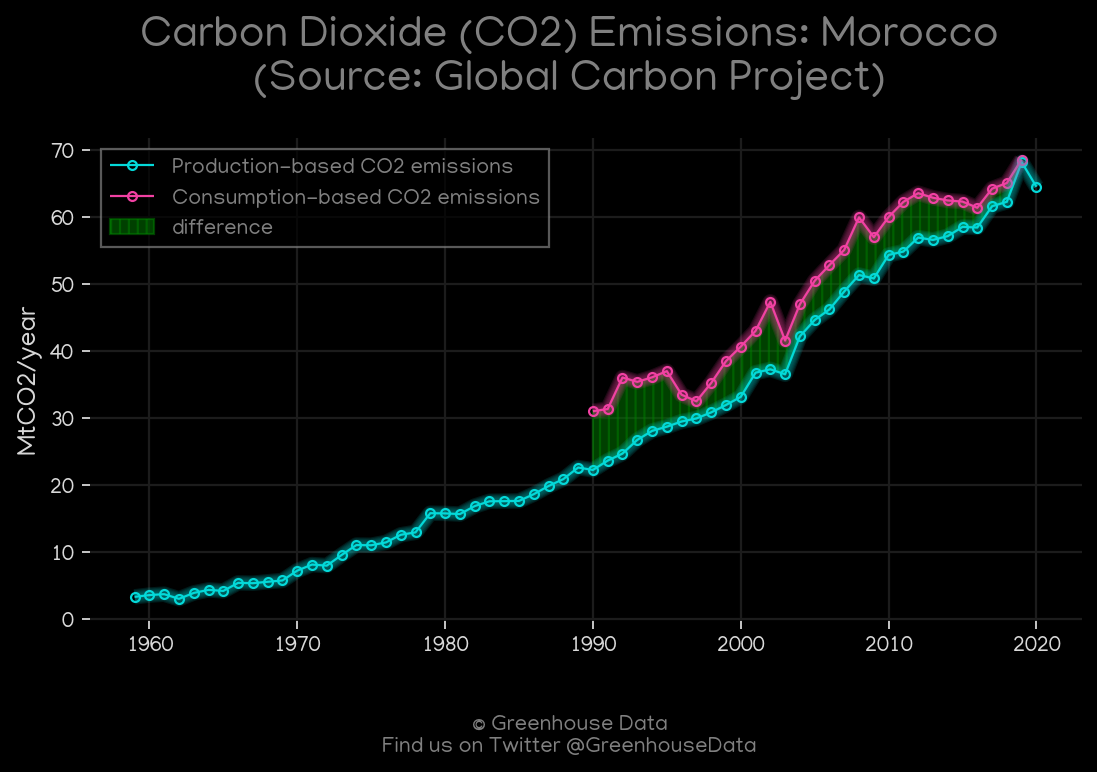 Carbon Dioxide (CO2) Emissions: Morocco
(Source: Global Carbon Project)
70
60
50
40
30
20
10
0
MtCO2/year
Production-based CO2 emissions
Consumption-based CO2 emissions
difference
1960 1970 1980 1990 2000 2010 2020
© Greenhouse Data
Find us on Twitter @GreenhouseData